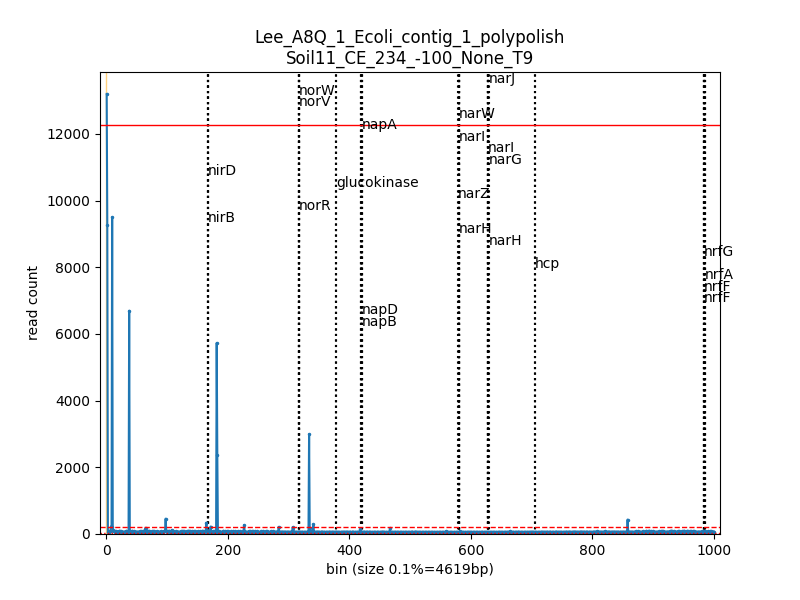 Lee_A8Q_1_Ecoli_contig_1_polypolish
Soil11_CE_234_-100_None_T9
narJ
norW
norV
narW
napA
narI
narI
narG
nirD
glucokinase
narZ
norR
nirB
narH
narH
nrfG
hcp
nrfA
nrfF
nrfF
napD
napB
read count
12000
10000
8000
6000
4000
2000
0
0 200 400 600 800 1000
bin (size 0.1%=4619bp)